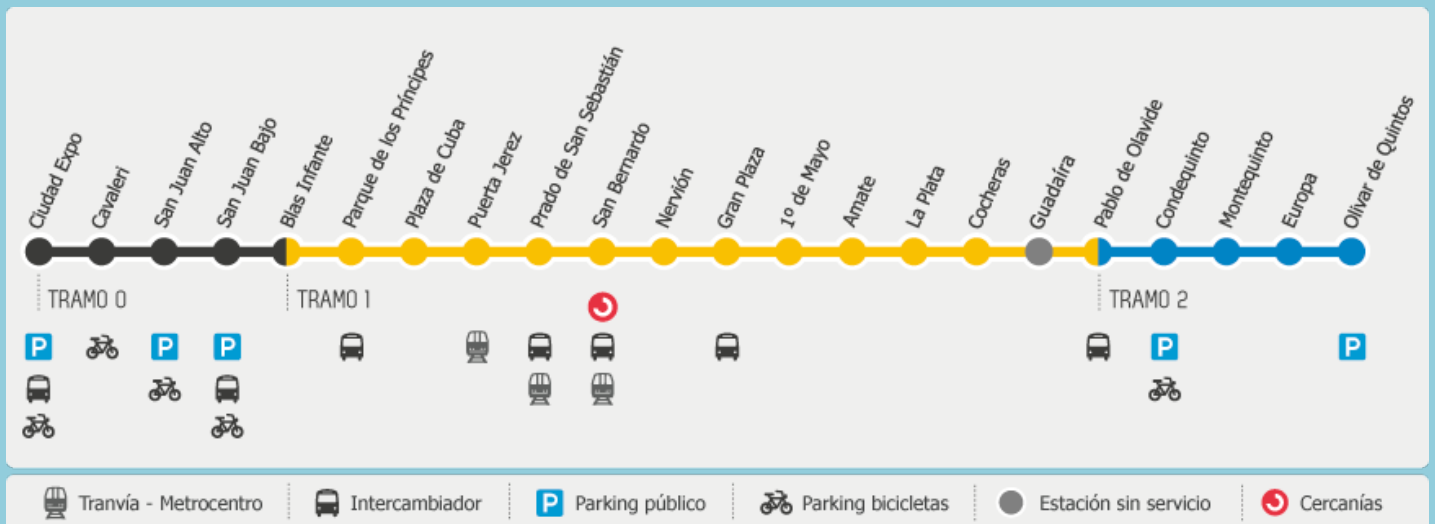 Ciudad Expo
Cavaleri
San Juan Alto
San Juan Bajo
Blas Infante
Parque de los Príncipes
Plaza de Cuba
Puerta Jerez
Prado de San Sebastián
San Bernardo
Nervión
Gran Plaza
1º de Mayo
Amate
La Plata
Cocheras
Guadaíra
Pablo de Olavide
Condequinto
Montequinto
Europa
Olivar de Quintos
TRAMO 0
TRAMO 1
TRAMO 2
P
P
P
P
P
Tranvía - Metrocentro
Intercambiador
P Parking público
Parking bicicletas
Estación sin servicio
Cercanías